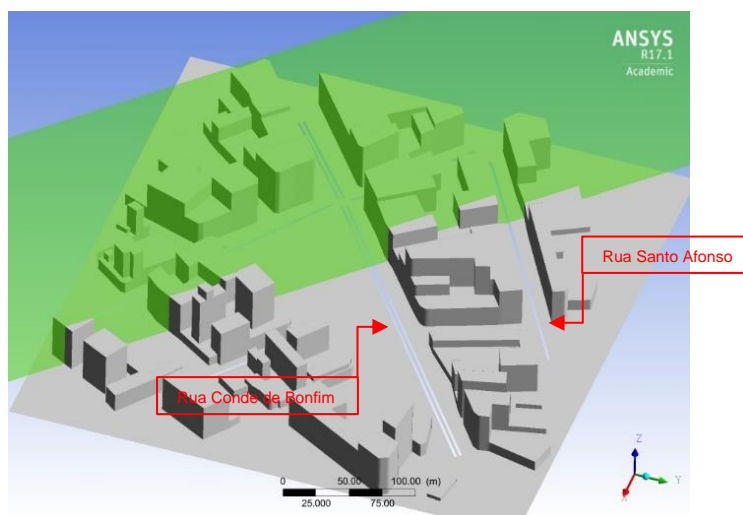 ANSYS
R17.1
Academic
Rua Santo Afonso
Rua Conde de Bonfim
Z
Y
X
0 50.00 100.00 (m)
25.000 75.00